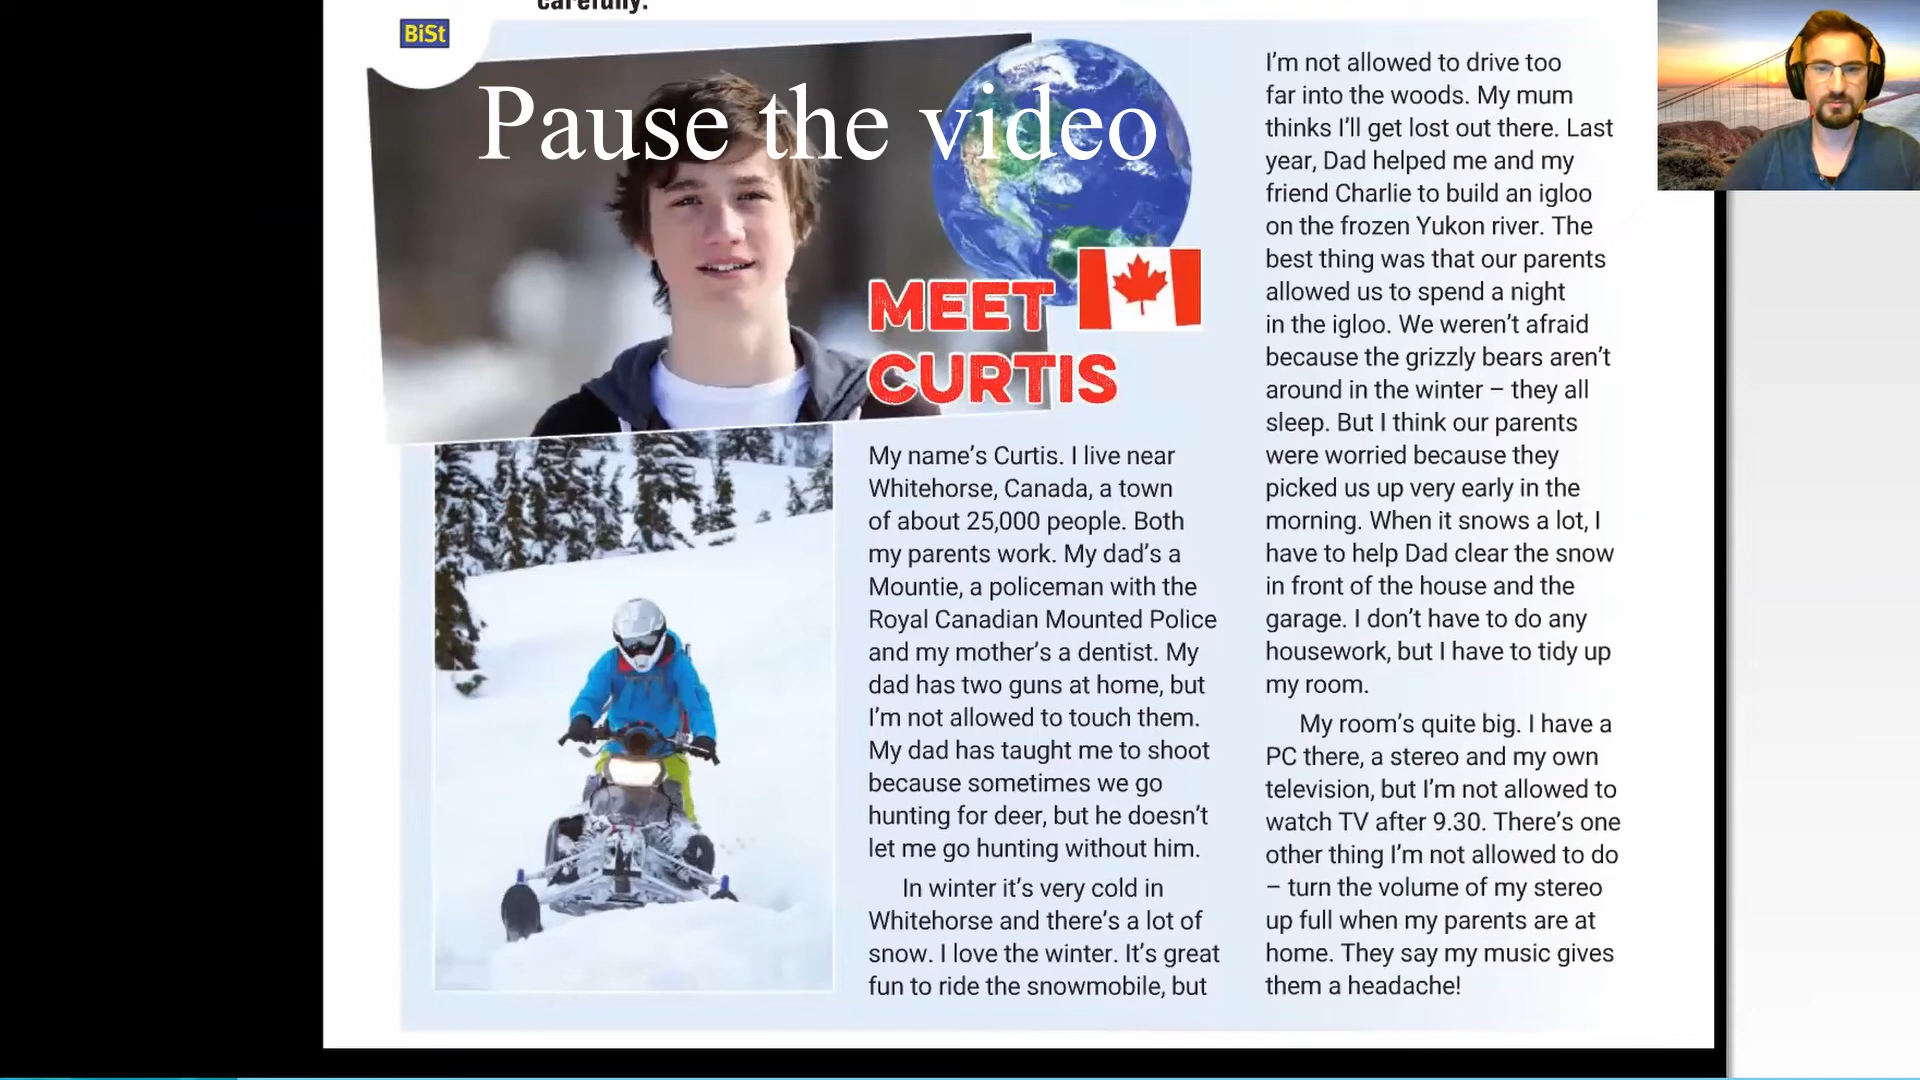 carefully.
BiSt
Pause the video
MEET
CURTIS
My name’s Curtis. I live near
Whitehorse, Canada, a town
of about 25,000 people. Both
my parents work. My dad’s a
Mountie, a policeman with the
Royal Canadian Mounted Police
and my mother’s a dentist. My
dad has two guns at home, but
I’m not allowed to touch them.
My dad has taught me to shoot
because sometimes we go
hunting for deer, but he doesn’t
let me go hunting without him.
In winter it’s very cold in
Whitehorse and there’s a lot of
snow. I love the winter. It’s great
fun to ride the snowmobile, but
I’m not allowed to drive too
far into the woods. My mum
thinks I’ll get lost out there. Last
year, Dad helped me and my
friend Charlie to build an igloo
on the frozen Yukon river. The
best thing was that our parents
allowed us to spend a night
in the igloo. We weren’t afraid
because the grizzly bears aren’t
around in the winter – they all
sleep. But I think our parents
were worried because they
picked us up very early in the
morning. When it snows a lot, I
have to help Dad clear the snow
in front of the house and the
garage. I don’t have to do any
housework, but I have to tidy up
my room.
My room’s quite big. I have a
PC there, a stereo and my own
television, but I’m not allowed to
watch TV after 9.30. There’s one
other thing I’m not allowed to do
– turn the volume of my stereo
up full when my parents are at
home. They say my music gives
them a headache!